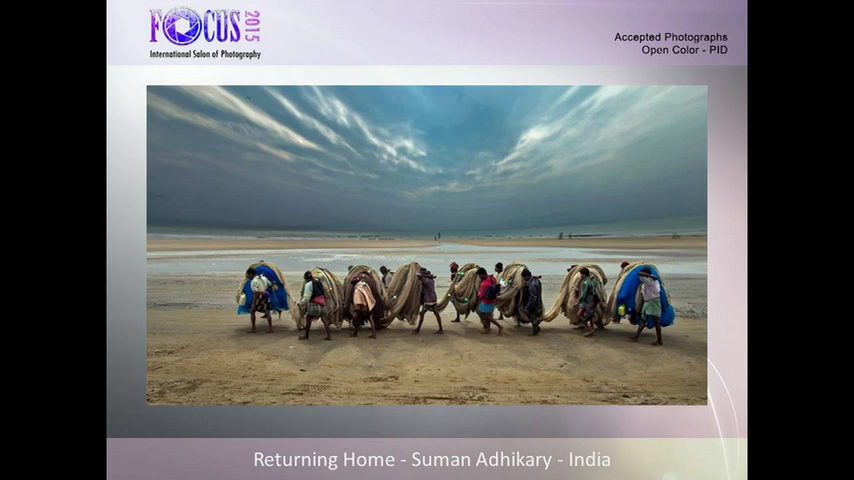 FOCUS 2015
International Salon of Photography
Accepted Photographs
Open Color - PID
Returning Home - Suman Adhikary - India